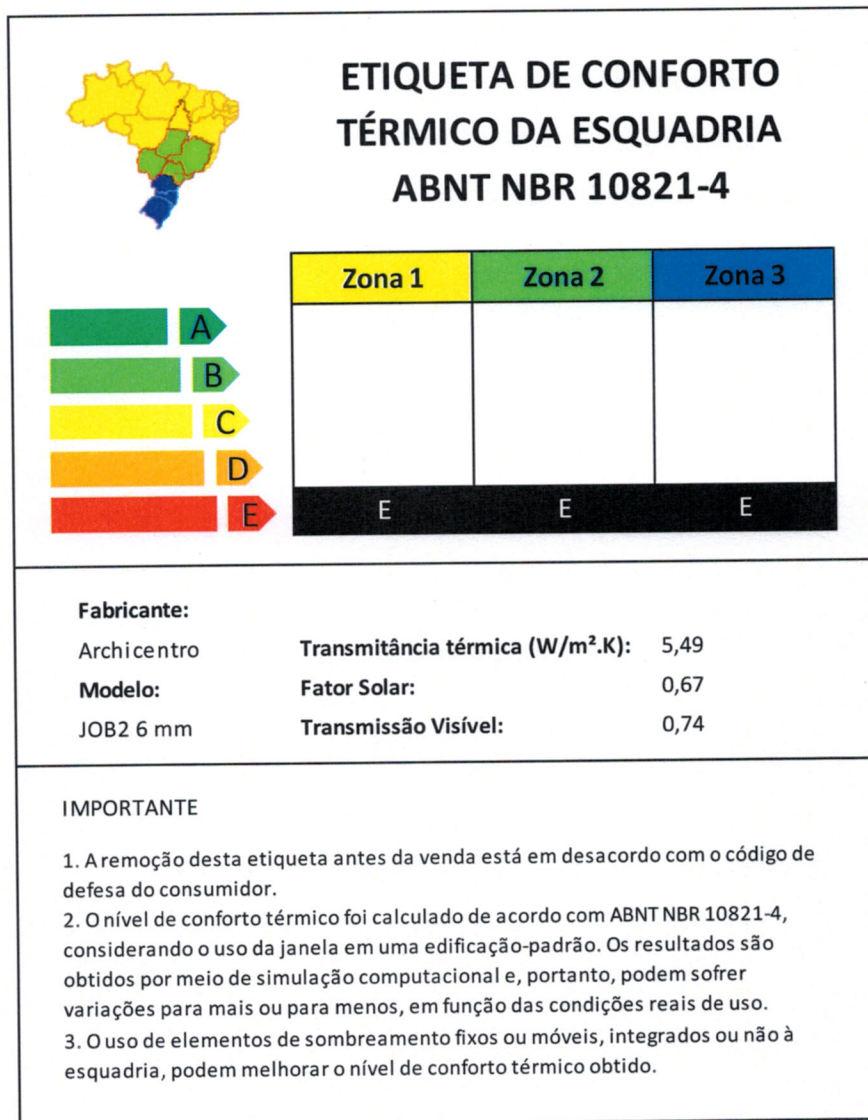 ETIQUETA DE CONFORTO
TÉRMICO DA ESQUADRIA
ABNT NBR 10821-4
Zona 1 Zona 2 Zona 3
A
B
C
D
E E E E
Fabricante:
Archicentro Transmitância térmica (W/m².K): 5,49
Modelo: Fator Solar: 0,67
JOB2 6 mm Transmissão Visível: 0,74
IMPORTANTE
1. A remoção desta etiqueta antes da venda está em desacordo com o código de
defesa do consumidor.
2. O nível de conforto térmico foi calculado de acordo com ABNT NBR 10821-4,
considerando o uso da janela em uma edificação-padrão. Os resultados são
obtidos por meio de simulação computacional e, portanto, podem sofrer
variações para mais ou para menos, em função das condições reais de uso.
3. O uso de elementos de sombreamento fixos ou móveis, integrados ou não à
esquadria, podem melhorar o nível de conforto térmico obtido.